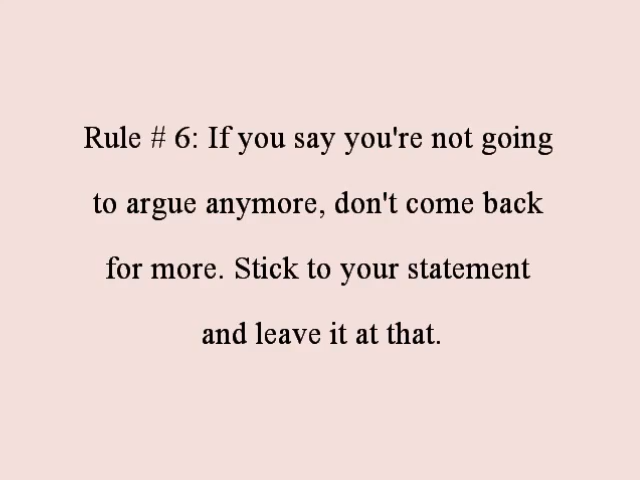 Rule # 6: If you say you're not going
to argue anymore, don't come back
for more. Stick to your statement
and leave it at that.